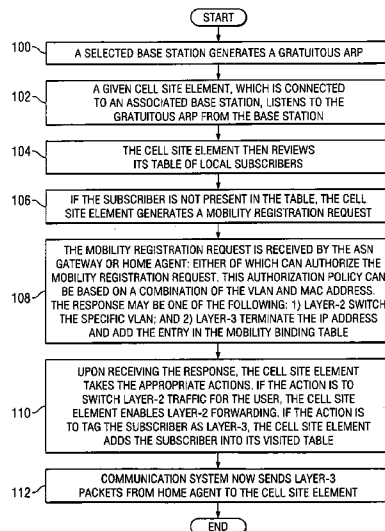 START
100
A SELECTED BASE STATION GENERATES A GRATUITOUS ARP
102
A GIVEN CELL SITE ELEMENT, WHICH IS CONNECTED
TO AN ASSOCIATED BASE STATION, LISTENS TO THE
GRATUITOUS ARP FROM THE BASE STATION
104
THE CELL SITE ELEMENT THEN REVIEWS
ITS TABLE OF LOCAL SUBSCRIBERS
106
IF THE SUBSCRIBER IS NOT PRESENT IN THE TABLE, THE CELL
SITE ELEMENT GENERATES A MOBILITY REGISTRATION REQUEST
108
THE MOBILITY REGISTRATION REQUEST IS RECEIVED BY THE ASN
GATEWAY OR HOME AGENT: EITHER OF WHICH CAN AUTHORIZE THE
MOBILITY REGISTRATION REQUEST. THIS AUTHORIZATION POLICY CAN
BE BASED ON A COMBINATION OF THE VLAN AND MAC ADDRESS.
THE RESPONSE MAY BE ONE OF THE FOLLOWING: 1) LAYER-2 SWITCH
THE SPECIFIC VLAN; AND 2) LAYER-3 TERMINATE THE IP ADDRESS
AND ADD THE ENTRY IN THE MOBILITY BINDING TABLE
110
UPON RECEIVING THE RESPONSE, THE CELL SITE ELEMENT
TAKES THE APPROPRIATE ACTIONS. IF THE ACTION IS TO
SWITCH LAYER-2 TRAFFIC FOR THE USER, THE CELL SITE
ELEMENT ENABLES LAYER-2 FORWARDING. IF THE ACTION
IS TO TAG THE SUBSCRIBER AS LAYER-3, THE CELL SITE ELEMENT
ADDS THE SUBSCRIBER INTO ITS VISITED TABLE
112
COMMUNICATION SYSTEM NOW SENDS LAYER-3
PACKETS FROM HOME AGENT TO THE CELL SITE ELEMENT
END